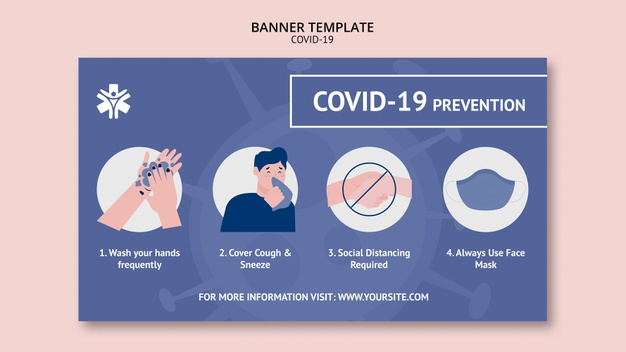 BANNER TEMPLATE
COVID-19
COVID-19 PREVENTION
1. Wash your hands
frequently
2. Cover Cough &
Sneeze
3. Social Distancing
Required
4. Always Use Face
Mask
FOR MORE INFORMATION VISIT: WWW.YOURSITE.COM